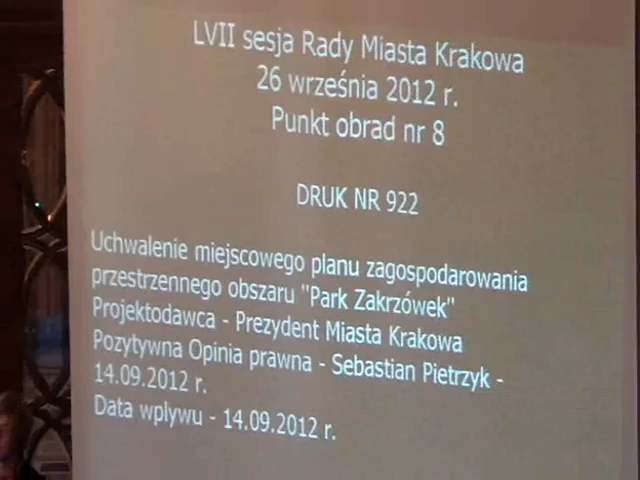 LVII sesja Rady Miasta Krakowa
26 września 2012 r.
Punkt obrad nr 8
DRUK NR 922
Uchwalenie miejscowego planu zagospodarowania
przestrzennego obszaru "Park Zakrzówek"
Projektodawca - Prezydent Miasta Krakowa
Pozytywna Opinia prawna - Sebastian Pietrzyk -
14.09.2012 r.
Data wpływu - 14.09.2012 r.